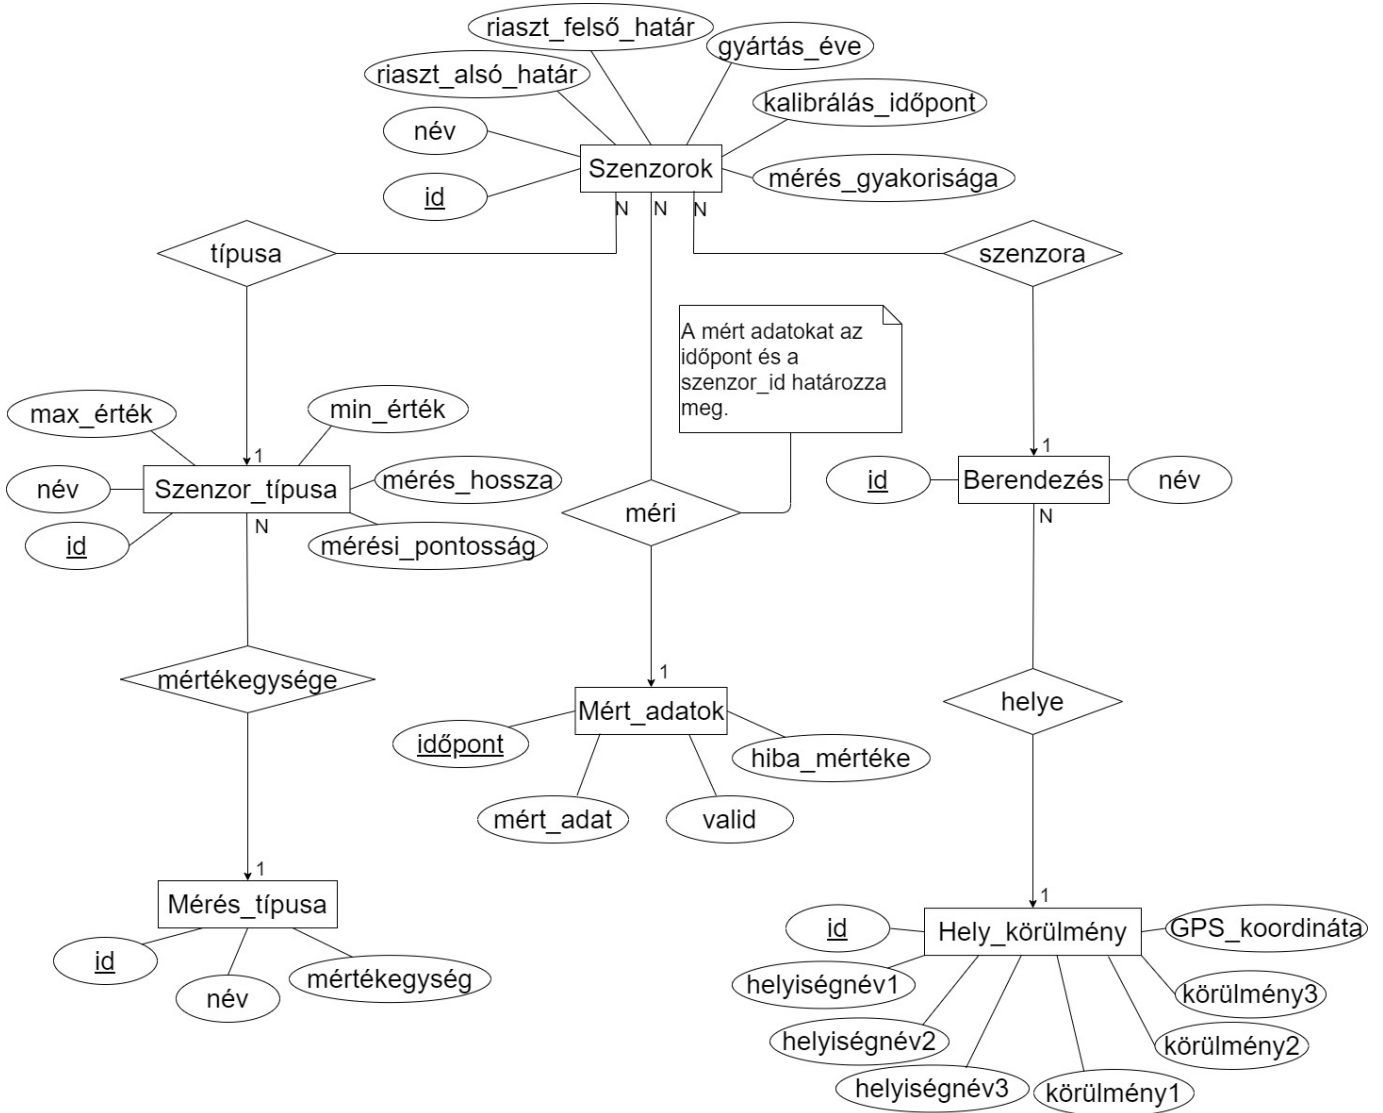 riaszt_felső_határ
gyártás_éve
riaszt_alsó_határ
kalibrálás_időpont
név
Szenzorok
mérés_gyakorisága
id
N
N
N
típusa
szenzora
A mért adatokat az
időpont és a
szenzor_id határozza
meg.
max_érték
min_érték
1
1
név
Szenzor_típusa
mérés_hossza
id
Berendezés
név
N
N
méri
id
mérési_pontosság
mértékegysége
1
helye
Mért_adatok
időpont
hiba_mértéke
mért_adat
valid
1
1
Mérés_típusa
id
Hely_körülmény
GPS_koordináta
id
név
mértékegység
helyiségnév1
körülmény3
helyiségnév2
körülmény2
helyiségnév3
körülmény1